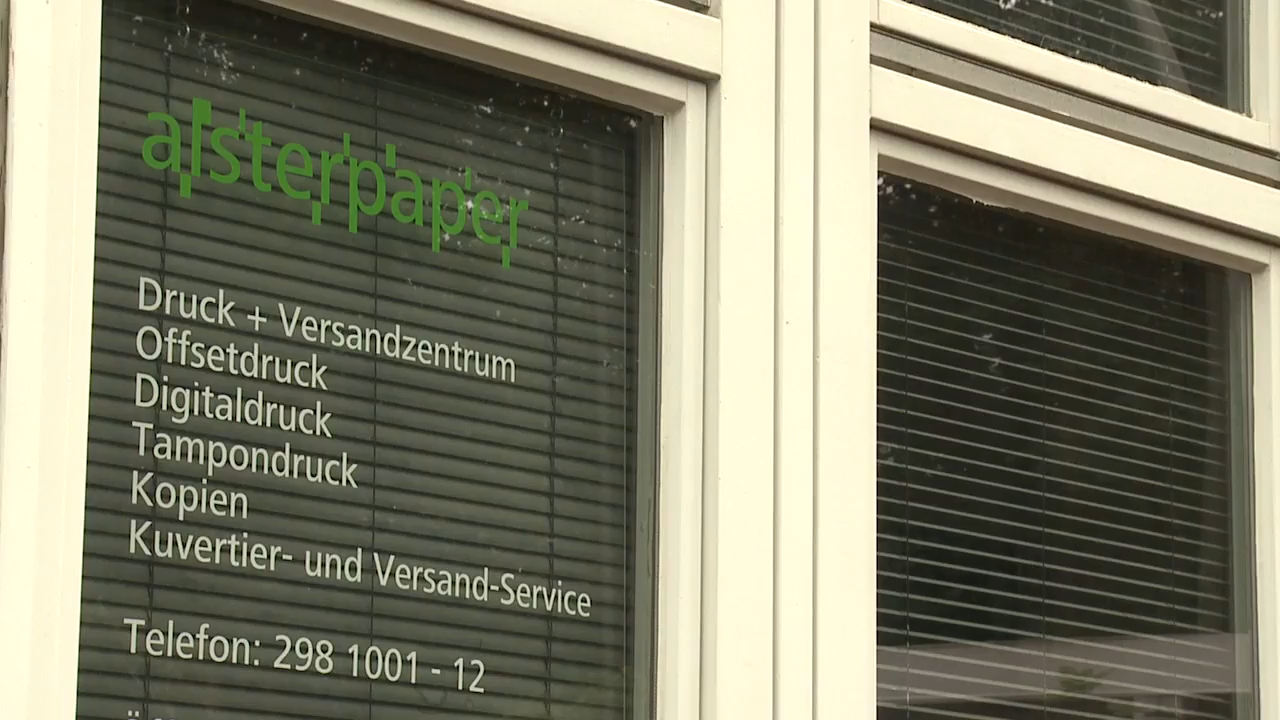 alsterpaper
Druck + Versandzentrum
Offsetdruck
Digitaldruck
Tampondruck
Kopien
Kuvertier- und Versand-Service
Telefon: 298 1001 - 12